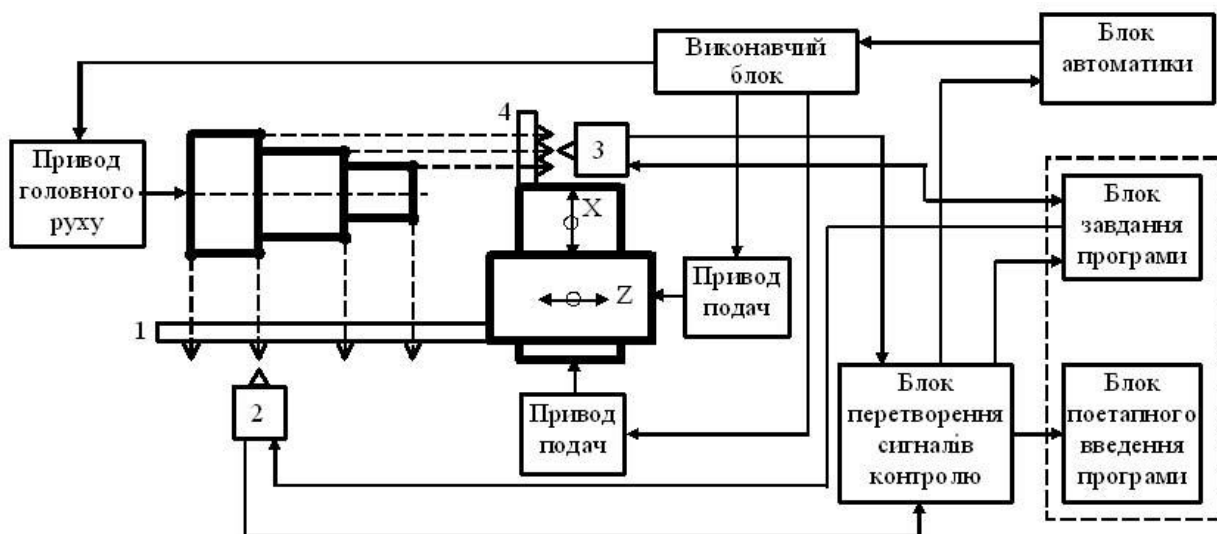 Виконавчий
блок
Блок
автоматики
4
3
Привод
головного
руху
X
Блок
завдання
програми
Z
Привод
подач
1
2
Привод
подач
Блок
перетворення
сигналів
контролю
Блок
поетапного
введення
програми